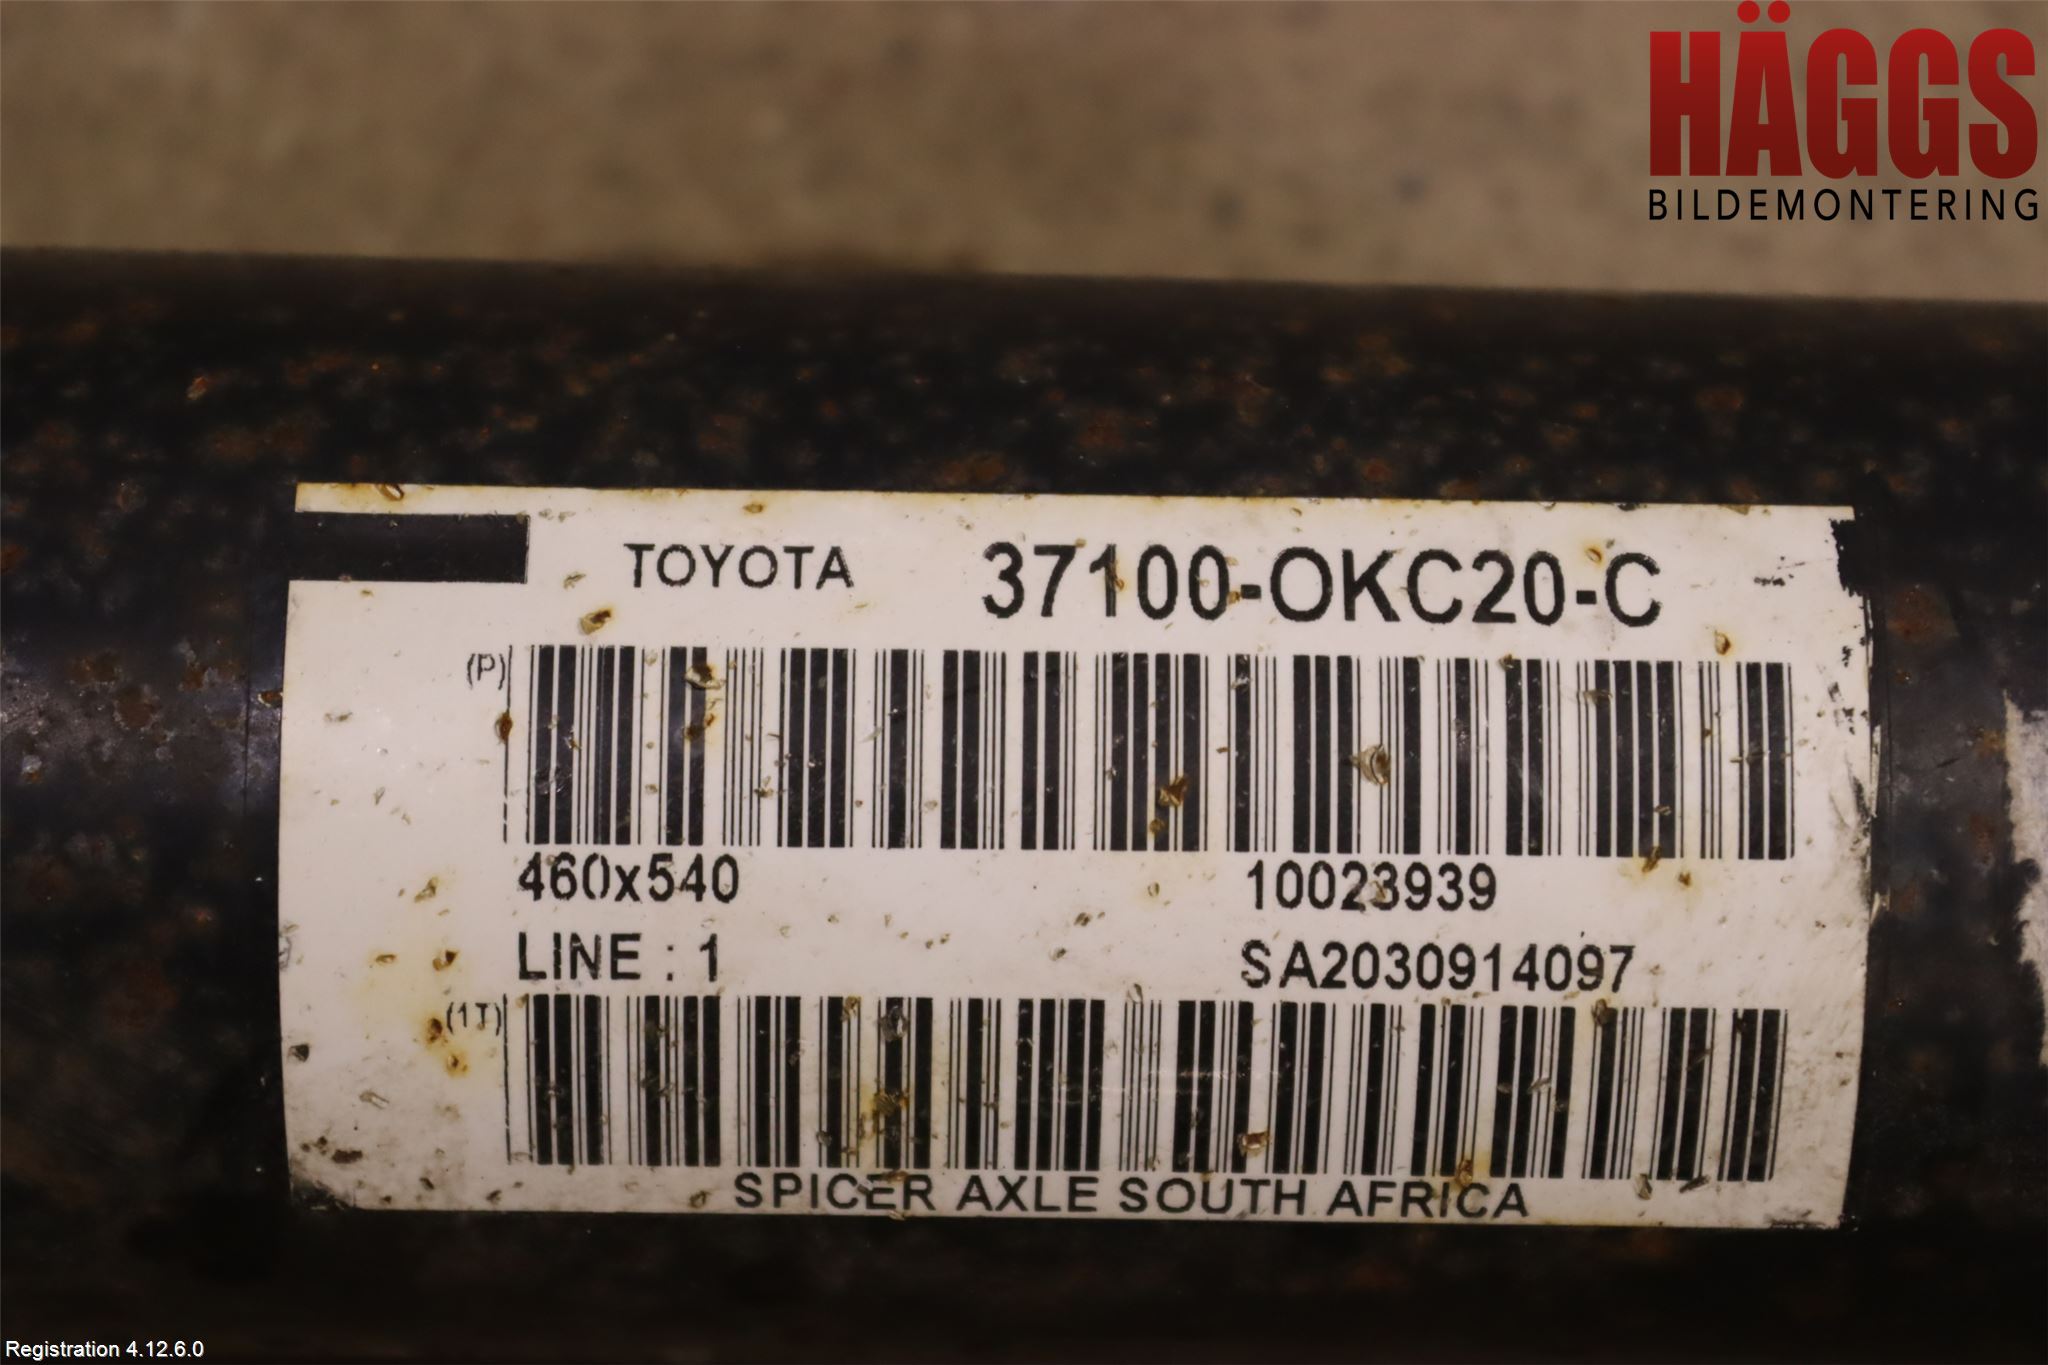 HÄGGS
BILDEMONTERING
TOYOTA 37100-OKC20-C
(P)
460x540 10023939
LINE : 1 SA2030914097
(1T)
SPICER AXLE SOUTH AFRICA
Registration 4.12.6.0